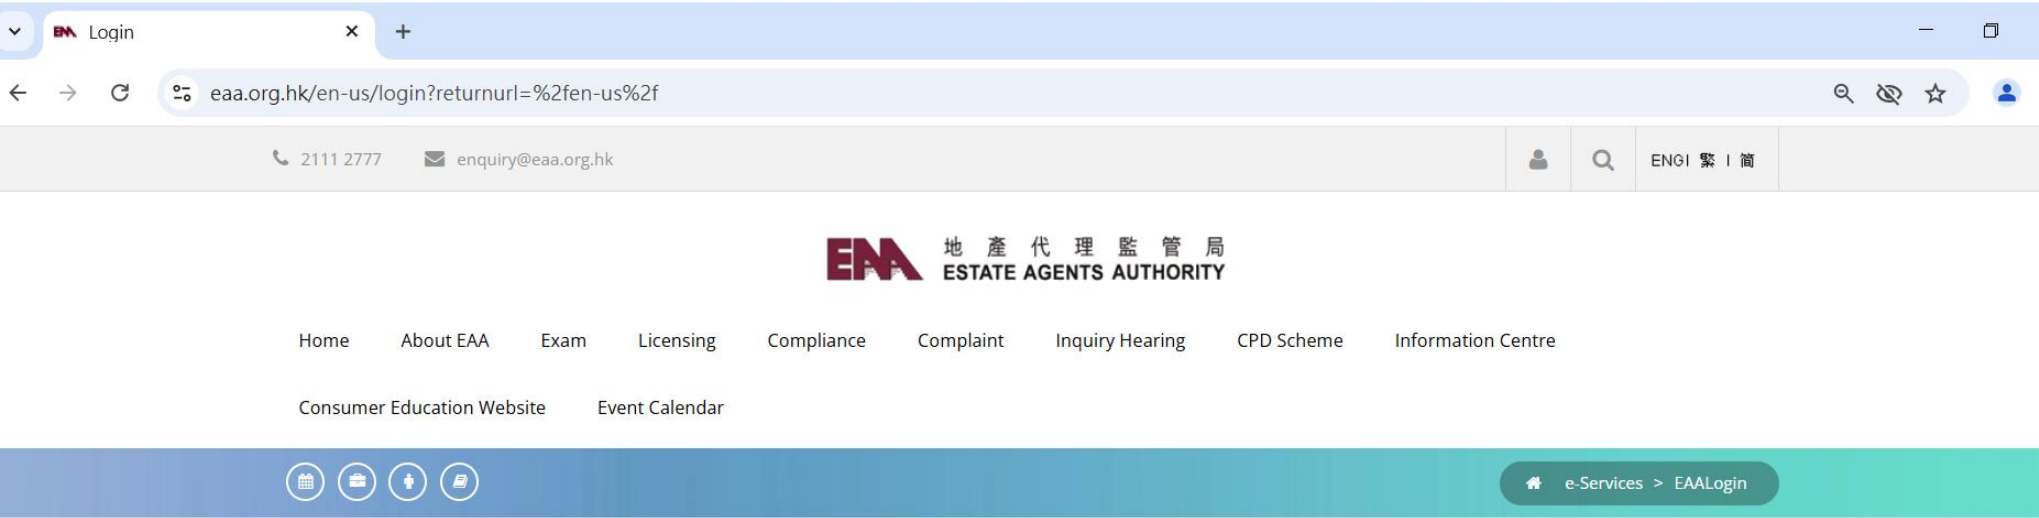 Login
eaa.org.hk/en-us/login?returnurl=%2fen-us%2f
2111 2777 enquiry@eaa.org.hk ENG| 繁 | 简
EAA 地產代理監管局
ESTATE AGENTS AUTHORITY
Home About EAA Exam Licensing Compliance Complaint Inquiry Hearing CPD Scheme Information Centre
Consumer Education Website Event Calendar
e-Services > EAALogin